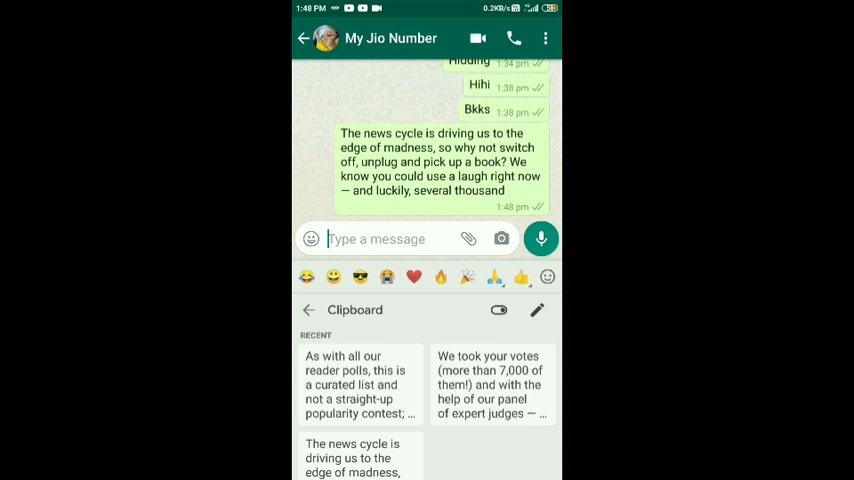 1:48 PM
0.2KB/s
My Jio Number
Hidding 1:34 pm
Hihi 1:38 pm
Bkks 1:38 pm
The news cycle is driving us to the
edge of madness, so why not switch
off, unplug and pick up a book? We
know you could use a laugh right now
— and luckily, several thousand
1:48 pm
Type a message
Clipboard
RECENT
As with all our
reader polls, this is
a curated list and
not a straight-up
popularity contest; ...
We took your votes
(more than 7,000 of
them!) and with the
help of our panel
of expert judges — ...
The news cycle is
driving us to the
edge of madness,